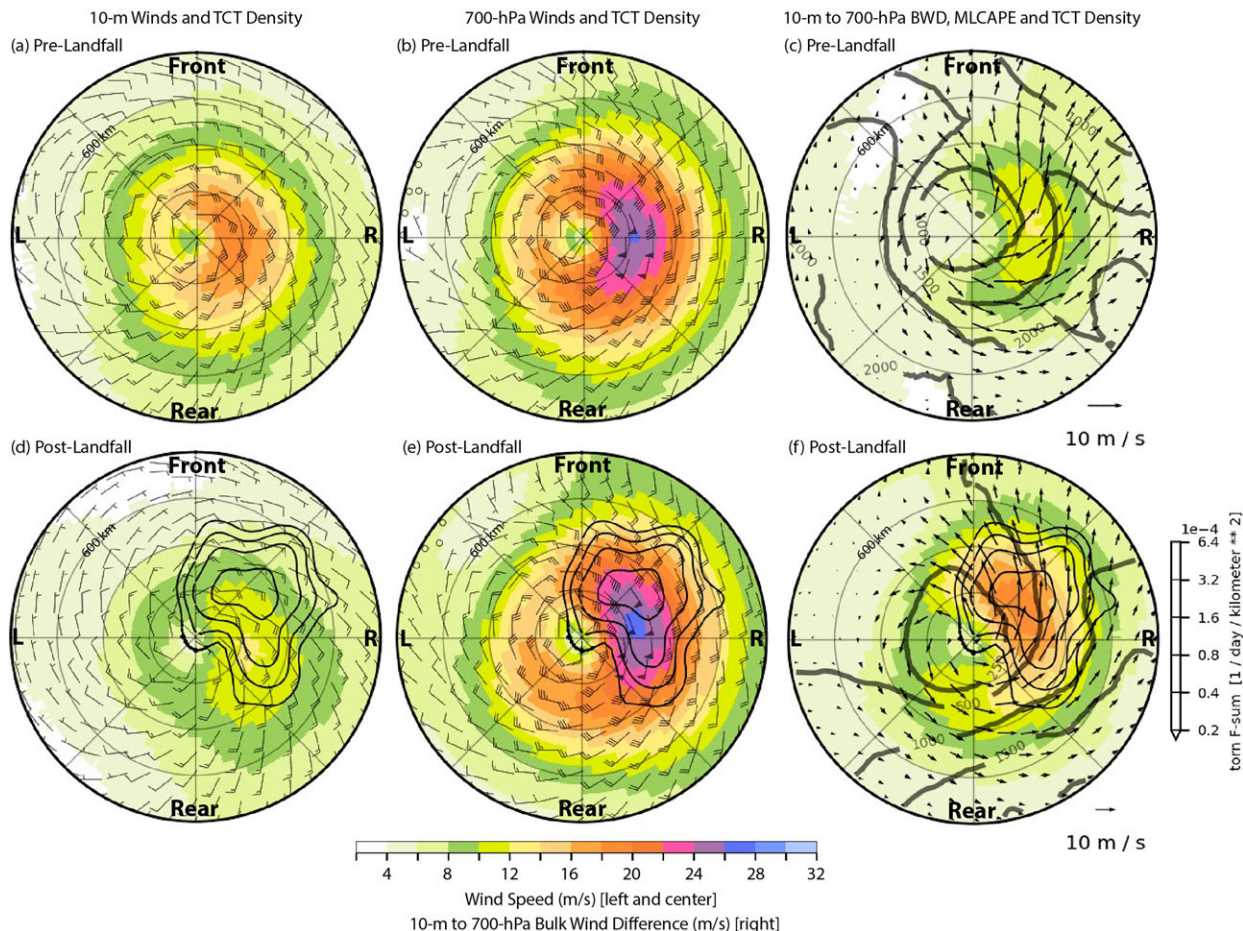 10-m Winds and TCT Density
700-hPa Winds and TCT Density
10-m to 700-hPa BWD, MLCAPE and TCT Density
(a) Pre-Landfall
(b) Pre-Landfall
(c) Pre-Landfall
Front
Front
Front
600 km
600 km
600 km
1000
L
R
L
R
L
R
1000
1500
2000
2000
Rear
Rear
Rear
10 m / s
(d) Post-Landfall
(e) Post-Landfall
(f) Post-Landfall
Front
Front
Front
600 km
600 km
600 km
1e−4
6.4
3.2
1.6
0.8
0.4
0.2
torn F-sum [1 / day / kilometer ** 2]
L
R
L
R
L
R
500
1000
1500
Rear
Rear
Rear
10 m / s
4 8 12 16 20 24 28 32
Wind Speed (m/s) [left and center]
10-m to 700-hPa Bulk Wind Difference (m/s) [right]